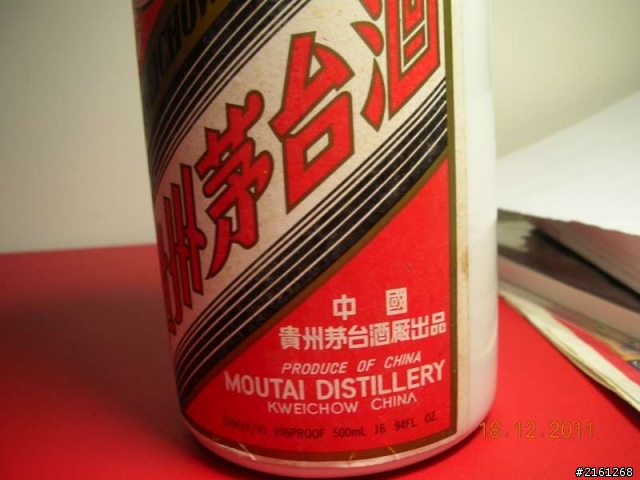 州茅台酒
中國
貴州茅台酒廠出品
PRODUCE OF CHINA
MOUTAI DISTILLERY
KWEICHOW CHINA
106PROOF 500mL 16 94FL OZ
18.12.2011
#2161268